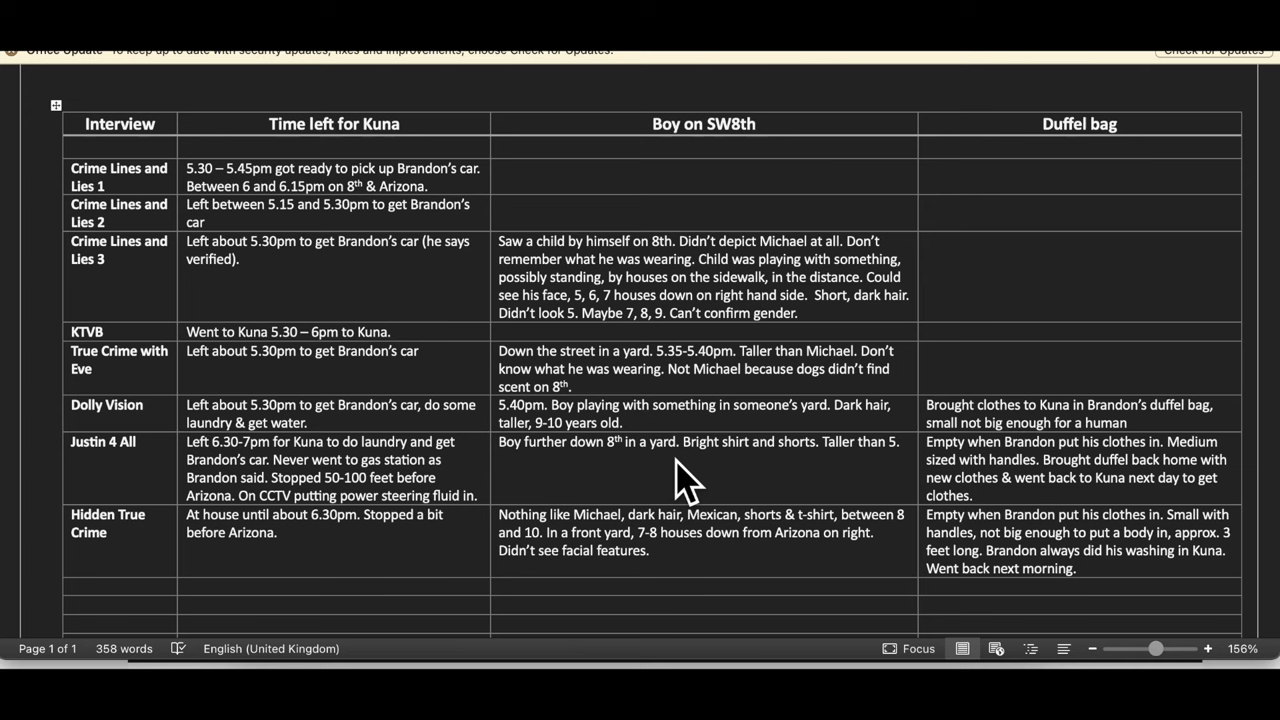 Office Update To keep up to date with security updates, fixes and improvements, choose Check for Updates. Check for Updates
Interview Time left for Kuna Boy on SW8th Duffel bag
Crime Lines and
Lies 1
5.30 – 5.45pm got ready to pick up Brandon's car.
Between 6 and 6.15pm on 8th & Arizona.
Crime Lines and
Lies 2
Left between 5.15 and 5.30pm to get Brandon's
car
Crime Lines and
Lies 3
Left about 5.30pm to get Brandon's car (he says
verified).
Saw a child by himself on 8th. Didn't depict Michael at all. Don't
remember what he was wearing. Child was playing with something,
possibly standing, by houses on the sidewalk, in the distance. Could
see his face, 5, 6, 7 houses down on right hand side. Short, dark hair.
Didn't look 5. Maybe 7, 8, 9. Can't confirm gender.
KTVB
Went to Kuna 5.30 – 6pm to Kuna.
True Crime with
Eve
Left about 5.30pm to get Brandon's car
Down the street in a yard. 5.35-5.40pm. Taller than Michael. Don't
know what he was wearing. Not Michael because dogs didn't find
scent on 8th.
Dolly Vision
Left about 5.30pm to get Brandon's car, do some
laundry & get water.
5.40pm. Boy playing with something in someone's yard. Dark hair,
taller, 9-10 years old.
Brought clothes to Kuna in Brandon's duffel bag,
small not big enough for a human
Justin 4 All
Left 6.30-7pm for Kuna to do laundry and get
Brandon's car. Never went to gas station as
Brandon said. Stopped 50-100 feet before
Arizona. On CCTV putting power steering fluid in.
Boy further down 8th in a yard. Bright shirt and shorts. Taller than 5.
Empty when Brandon put his clothes in. Medium
sized with handles. Brought duffel back home with
new clothes & went back to Kuna next day to get
clothes.
Hidden True
Crime
At house until about 6.30pm. Stopped a bit
before Arizona.
Nothing like Michael, dark hair, Mexican, shorts & t-shirt, between 8
and 10. In a front yard, 7-8 houses down from Arizona on right.
Didn't see facial features.
Empty when Brandon put his clothes in. Small with
handles, not big enough to put a body in, approx. 3
feet long. Brandon always did his washing in Kuna.
Went back next morning.
Page 1 of 1 358 words English (United Kingdom) Focus 156%